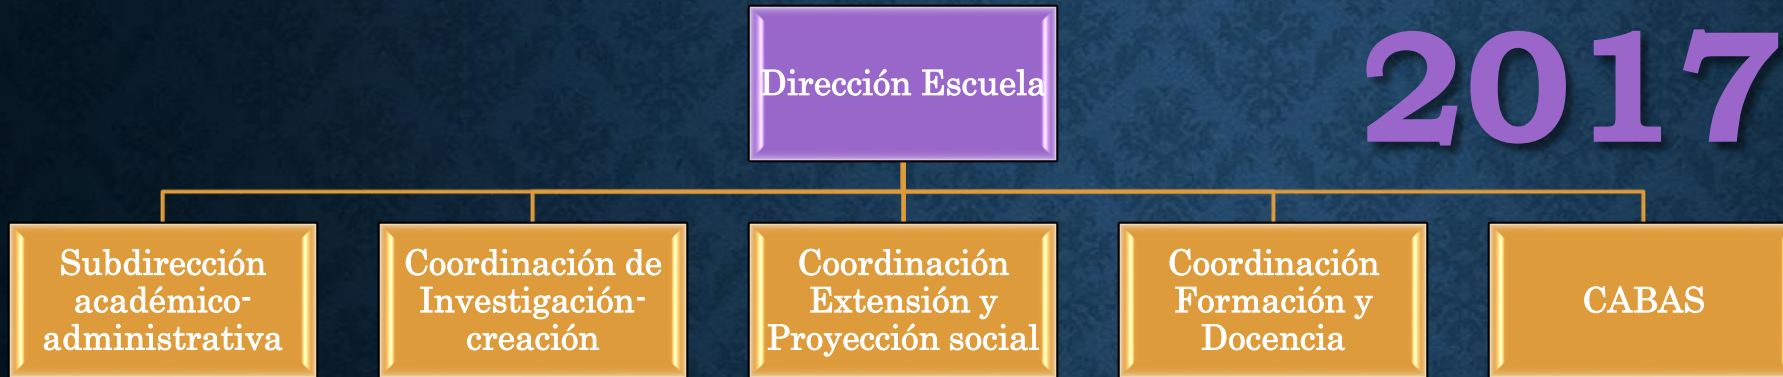 Dirección Escuela
2017
Subdirección
académico-
administrativa
Coordinación de
Investigación-
creación
Coordinación
Extensión y
Proyección social
Coordinación
Formación y
Docencia
CABAS